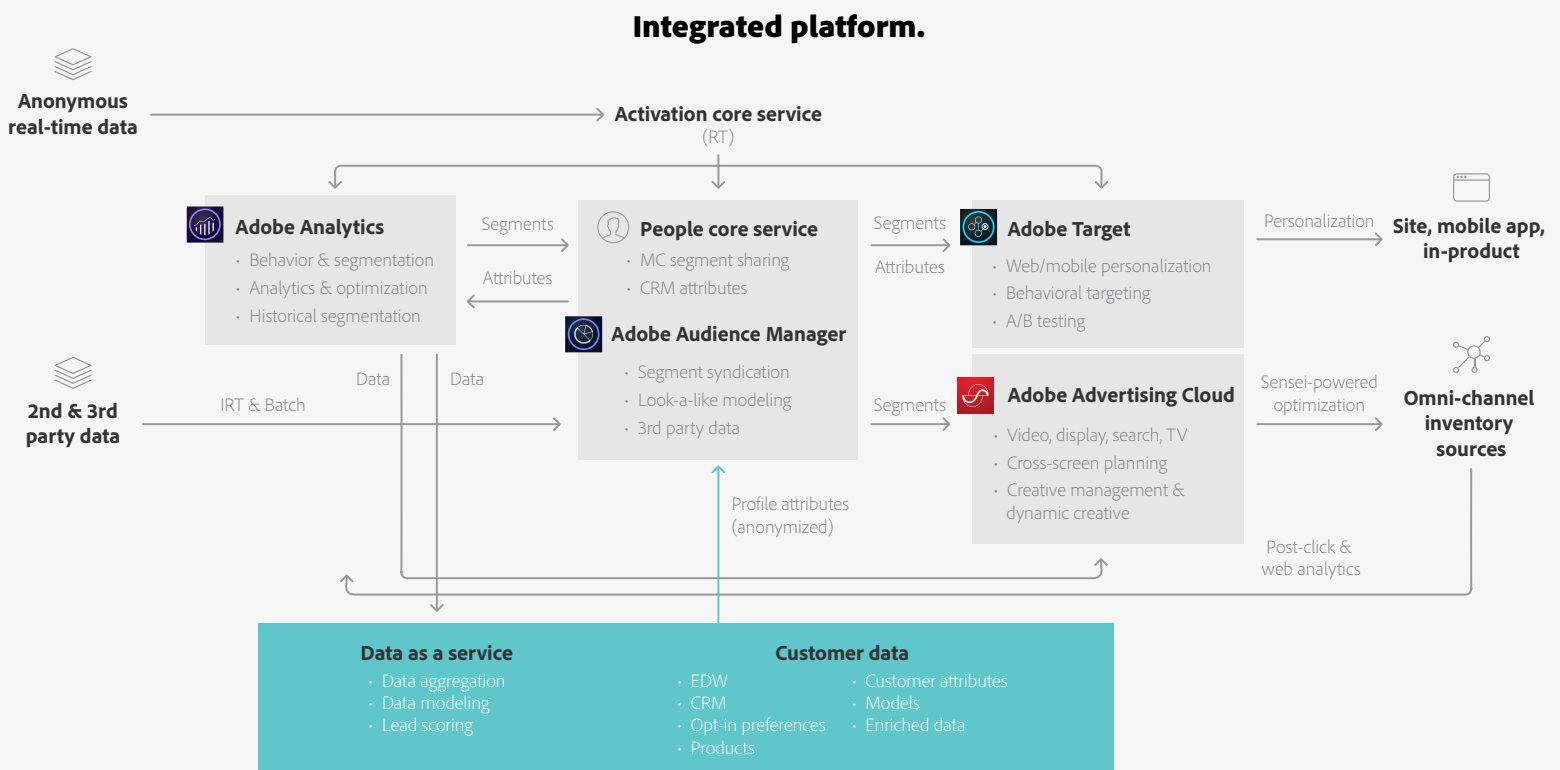 Integrated platform.
Anonymous
real-time data
Activation core service
(RT)
Adobe Analytics
• Behavior & segmentation
• Analytics & optimization
• Historical segmentation
Segments
Attributes
People core service
• MC segment sharing
• CRM attributes
Adobe Audience Manager
• Segment syndication
• Look-a-like modeling
• 3rd party data
Segments
Attributes
Adobe Target
• Web/mobile personalization
• Behavioral targeting
• A/B testing
Personalization
Site, mobile app,
in-product
2nd & 3rd
party data
IRT & Batch
Data
Data
Segments
Adobe Advertising Cloud
• Video, display, search, TV
• Cross-screen planning
• Creative management &
dynamic creative
Sensei-powered
optimization
Omni-channel
inventory
sources
Profile attributes
(anonymized)
Post-click &
web analytics
Data as a service
• Data aggregation
• Data modeling
• Lead scoring
Customer data
• EDW
• CRM
• Opt-in preferences
• Products
• Customer attributes
• Models
• Enriched data